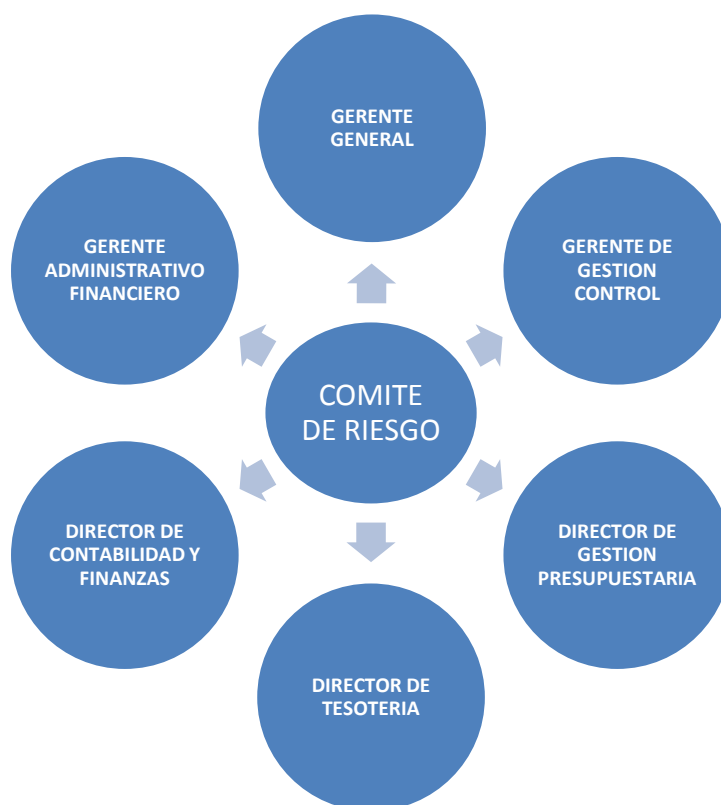 GERENTE
GENERAL
GERENTE
ADMINISTRATIVO
FINANCIERO
GERENTE DE
GESTION
CONTROL
COMITE
DE RIESGO
DIRECTOR DE
CONTABILIDAD Y
FINANZAS
DIRECTOR DE
GESTION
PRESUPUESTARIA
DIRECTOR DE
TESOTERIA